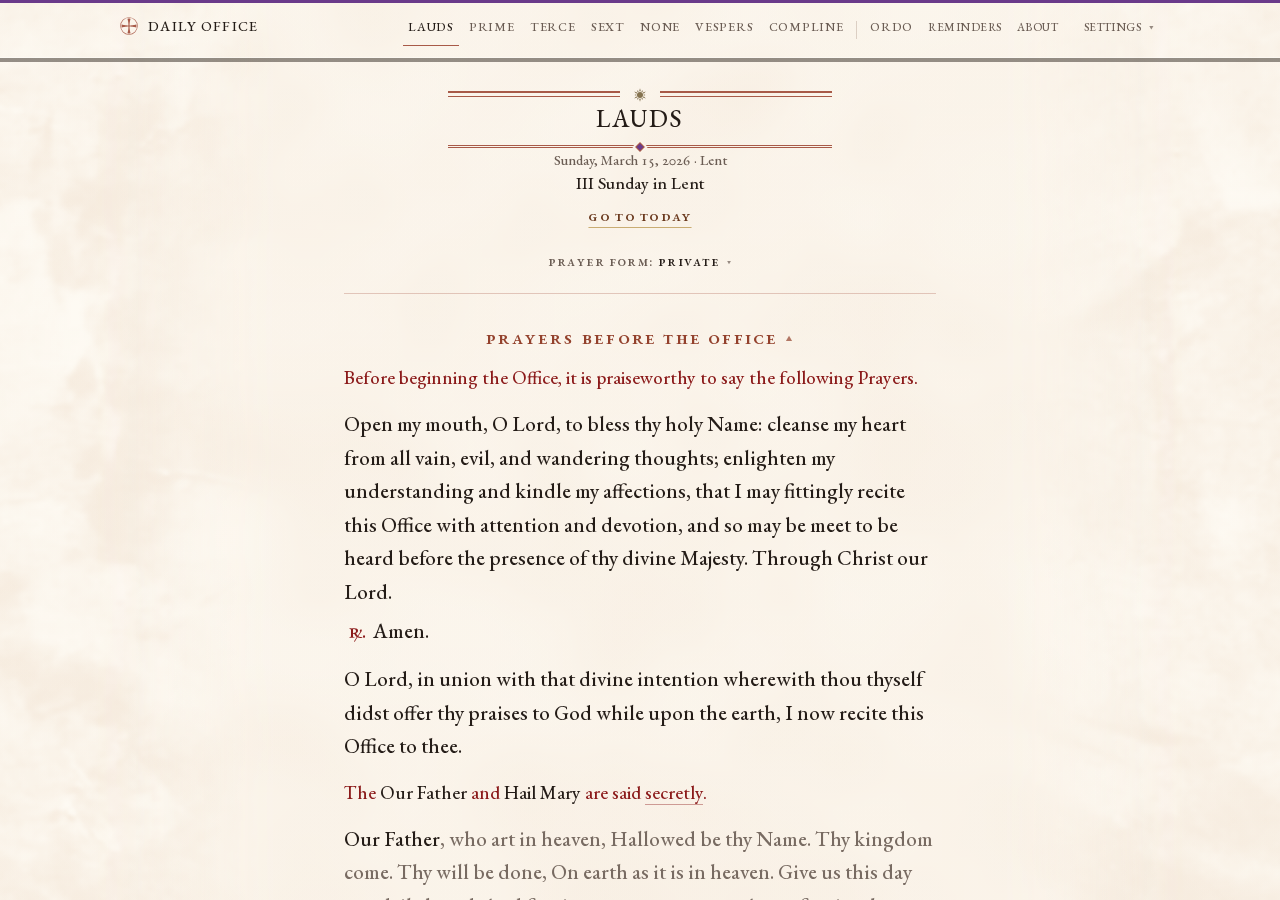 DAILY OFFICE
LAUDS PRIME TERCE SEXT NONE VESPERS COMPLINE ORDO REMINDERS ABOUT SETTINGS ▾
LAUDS
Sunday, March 15, 2026 · Lent
III Sunday in Lent
GO TO TODAY
PRAYER FORM: PRIVATE ▾
PRAYERS BEFORE THE OFFICE ▲
Before beginning the Office, it is praiseworthy to say the following Prayers.
Open my mouth, O Lord, to bless thy holy Name: cleanse my heart
from all vain, evil, and wandering thoughts; enlighten my
understanding and kindle my affections, that I may fittingly recite
this Office with attention and devotion, and so may be meet to be
heard before the presence of thy divine Majesty. Through Christ our
Lord.
℟. Amen.
O Lord, in union with that divine intention wherewith thou thyself
didst offer thy praises to God while upon the earth, I now recite this
Office to thee.
The Our Father and Hail Mary are said secretly.
Our Father, who art in heaven, Hallowed be thy Name. Thy kingdom
come. Thy will be done, On earth as it is in heaven. Give us this day